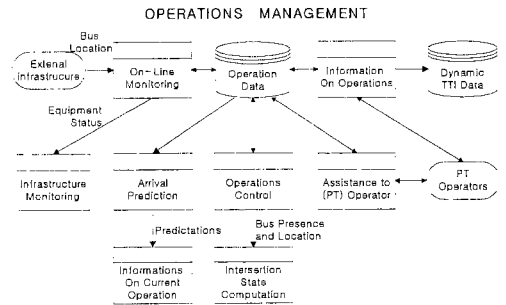 OPERATIONS MANAGEMENT
Bus
Location
Extenal
Infrastrucure
On-Line
Monitoring
Operation
Data
Information
On Operations
Dynamic
TTI Data
Equipment
Status
Infrastructure
Monitoring
Arrival
Prediction
Operations
Control
Assistance to
(PT) Operator
PT
Operators
Predictations
Bus Presence
and Location
Informations
On Current
Operation
Intersertion
State
Computation